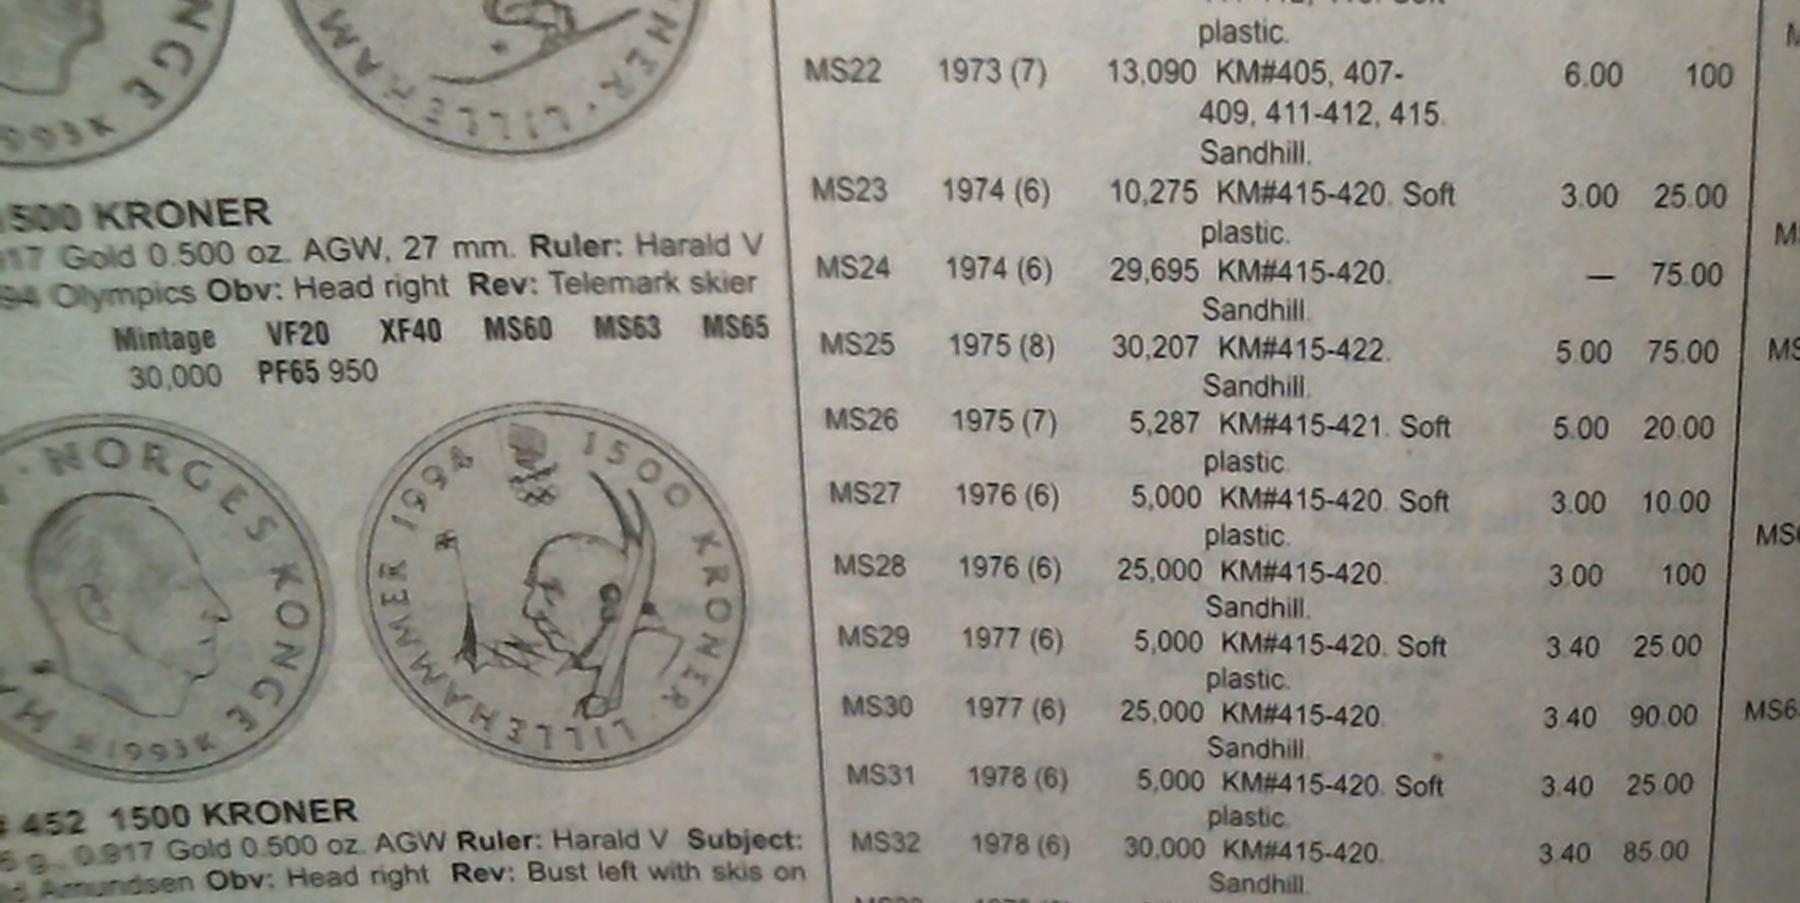 NGE
993K
HAMMER · LILLEHAM
1500 KRONER
917 Gold 0.500 oz. AGW, 27 mm. Ruler: Harald V
94 Olympics Obv: Head right Rev: Telemark skier
Mintage VF20 XF40 MS60 MS63 MS65
30,000 PF65 950
· NORGES KONGE
1993K
LILLEHAMMER 1994
1500 KRONER
452 1500 KRONER
g. 0.917 Gold 0.500 oz. AGW Ruler: Harald V Subject:
Amundsen Obv: Head right Rev: Bust left with skis on
plastic.
MS22 1973 (7) 13,090 KM#405, 407- 6.00 100
409, 411-412, 415.
Sandhill.
MS23 1974 (6) 10,275 KM#415-420. Soft 3.00 25.00
plastic.
MS24 1974 (6) 29,695 KM#415-420. — 75.00
Sandhill.
MS25 1975 (8) 30,207 KM#415-422. 5.00 75.00
Sandhill.
MS26 1975 (7) 5,287 KM#415-421. Soft 5.00 20.00
plastic.
MS27 1976 (6) 5,000 KM#415-420. Soft 3.00 10.00
plastic.
MS28 1976 (6) 25,000 KM#415-420. 3.00 100
Sandhill.
MS29 1977 (6) 5,000 KM#415-420. Soft 3.40 25.00
plastic.
MS30 1977 (6) 25,000 KM#415-420. 3.40 90.00
Sandhill.
MS31 1978 (6) 5,000 KM#415-420. Soft 3.40 25.00
plastic.
MS32 1978 (6) 30,000 KM#415-420. 3.40 85.00
Sandhill.